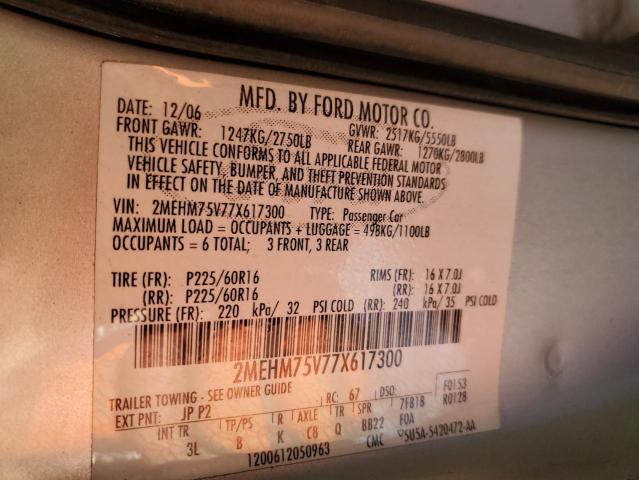 MFD. BY FORD MOTOR CO.
DATE: 12/06 GVWR: 2517KG/5550LB
FRONT GAWR: 1247KG/2750LB REAR GAWR: 1270KG/2800LB
THIS VEHICLE CONFORMS TO ALL APPLICABLE FEDERAL MOTOR
VEHICLE SAFETY, BUMPER, AND THEFT PREVENTION STANDARDS
IN EFFECT ON THE DATE OF MANUFACTURE SHOWN ABOVE.
VIN: 2MEHM75V77X617300 TYPE: Passenger Car
MAXIMUM LOAD = OCCUPANTS + LUGGAGE = 498KG/1100LB
OCCUPANTS = 6 TOTAL; 3 FRONT, 3 REAR
TIRE (FR): P225/60R16 RIMS (FR): 16 X 7.0J
(RR): P225/60R16 (RR): 16 X 7.0J
PRESSURE (FR): 220 kPa/ 32 PSI COLD (RR): 240 kPa/ 35 PSI COLD
2MEHM75V77X617300
TRAILER TOWING - SEE OWNER GUIDE RC: 67 DSO: F0153
EXT PNT: JP P2 R0128
INT TR TP/PS R AXLE TR SPR 7FB18
3L B K C8 Q BB22 FOA
1200612050963 CMC 5USA-5420472-AA